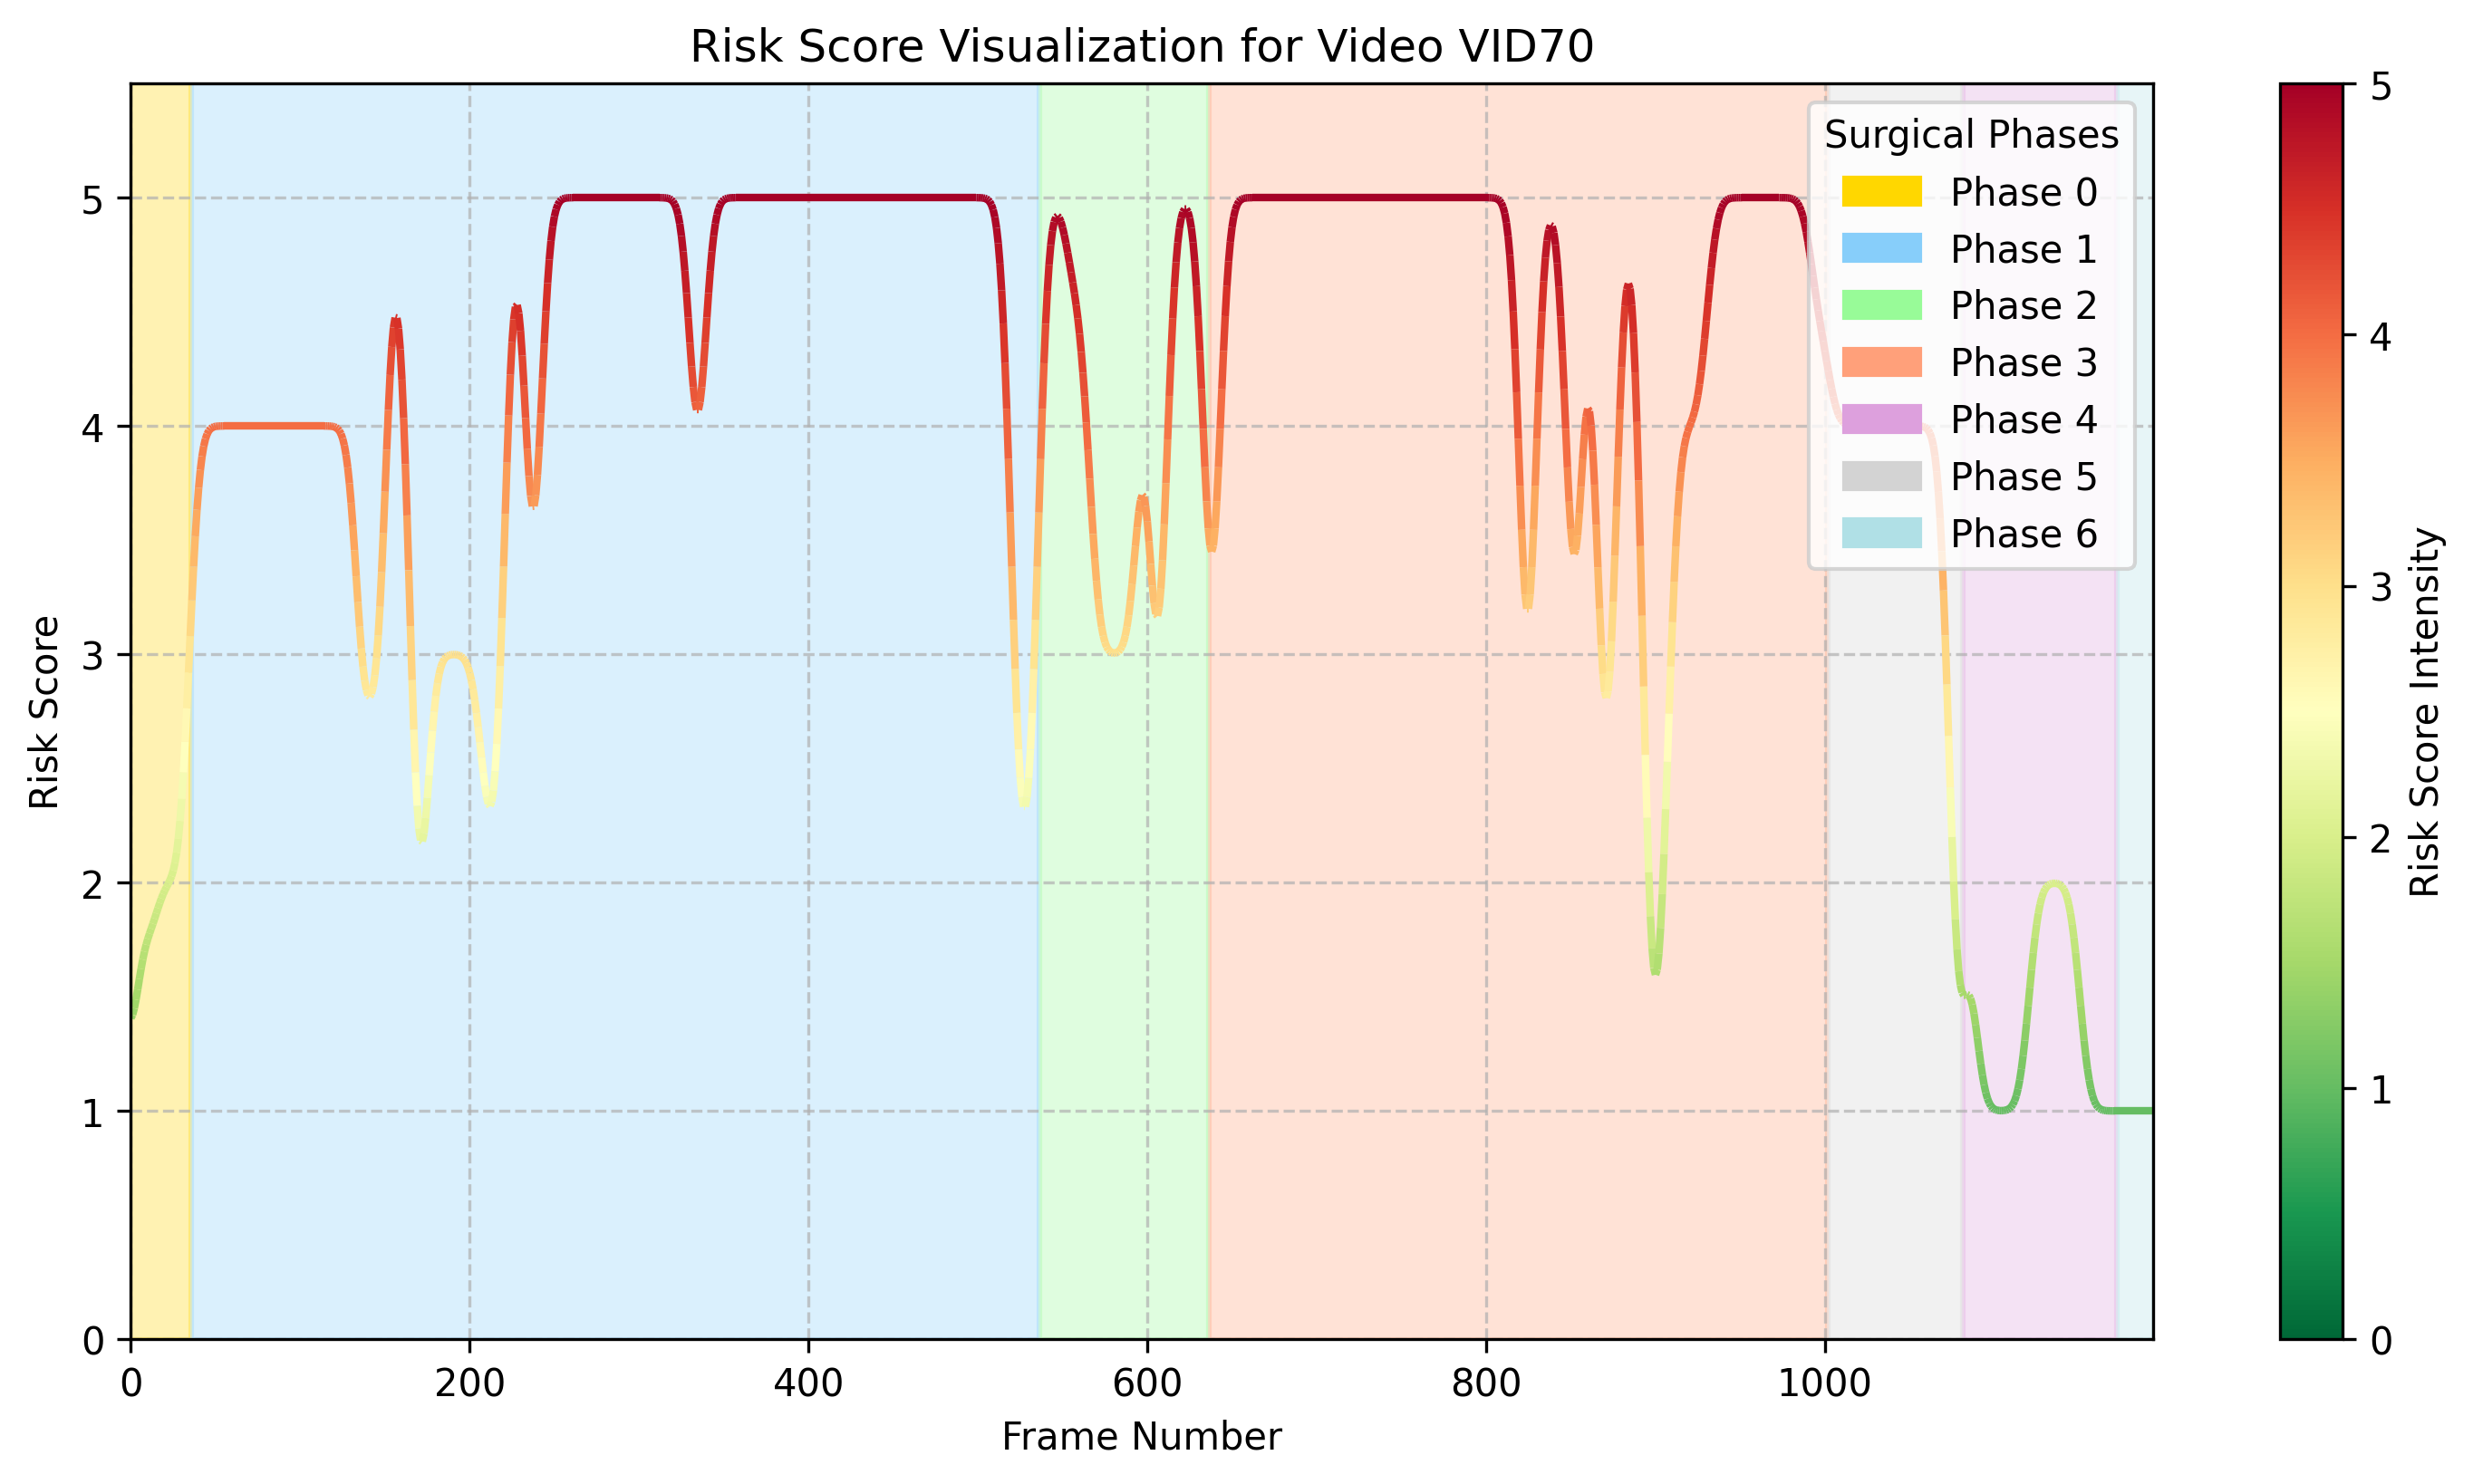 Risk Score Visualization for Video VID70
Risk Score
5
4
3
2
1
0
0 200 400 600 800 1000
Frame Number
Surgical Phases
Phase 0
Phase 1
Phase 2
Phase 3
Phase 4
Phase 5
Phase 6
5
4
3
2
1
0
Risk Score Intensity